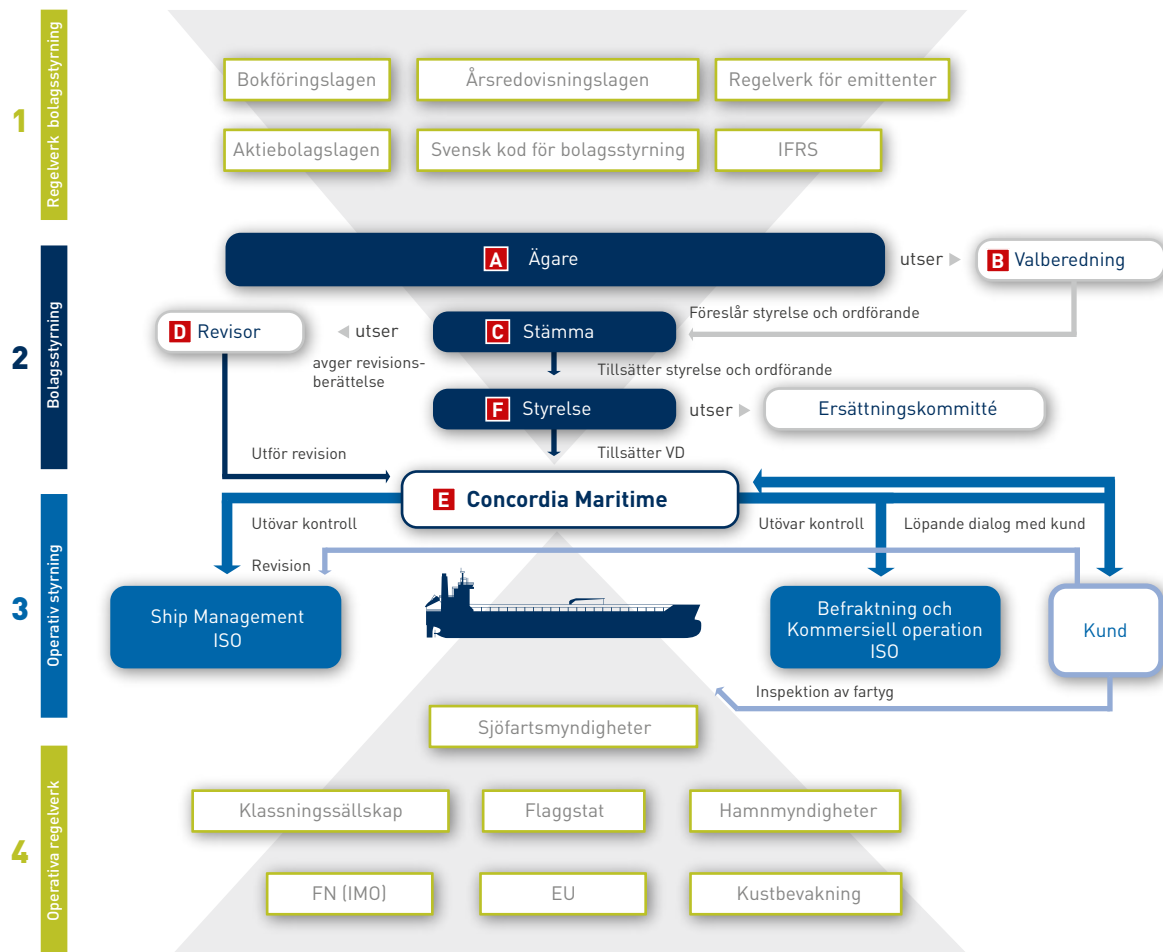 1
Regelverk bolagsstyrning
Bokföringslagen
Årsredovisningslagen
Regelverk för emittenter
Aktiebolagslagen
Svensk kod för bolagsstyrning
IFRS
2
Bolagsstyrning
A Ägare
utser
B Valberedning
Föreslår styrelse och ordförande
D Revisor
utser
C Stämma
avger revisions-
berättelse
Tillsätter styrelse och ordförande
F Styrelse
utser
Ersättningskommitté
Utför revision
Tillsätter VD
3
Operativ styrning
E Concordia Maritime
Utövar kontroll
Utövar kontroll
Löpande dialog med kund
Revision
Ship Management
ISO
Befraktning och
Kommersiell operation
ISO
Kund
Inspektion av fartyg
4
Operativa regelverk
Sjöfartsmyndigheter
Klassningssällskap
Flaggstat
Hamnmyndigheter
FN (IMO)
EU
Kustbevakning